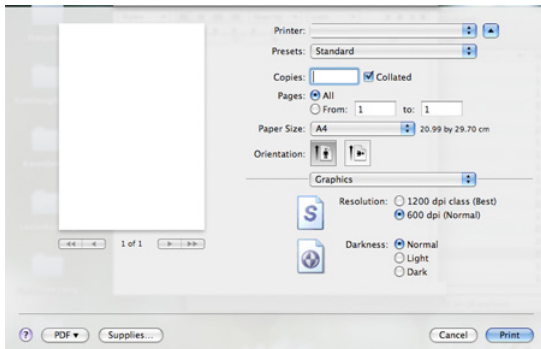 Printer:
Presets: Standard
Copies: Collated
Pages: All
From: 1 to: 1
Paper Size: A4 20.99 by 29.70 cm
Orientation:
Graphics
Resolution: 1200 dpi class (Best)
S 600 dpi (Normal)
1 of 1
Darkness: Normal
Light
Dark
? PDF Supplies... Cancel Print